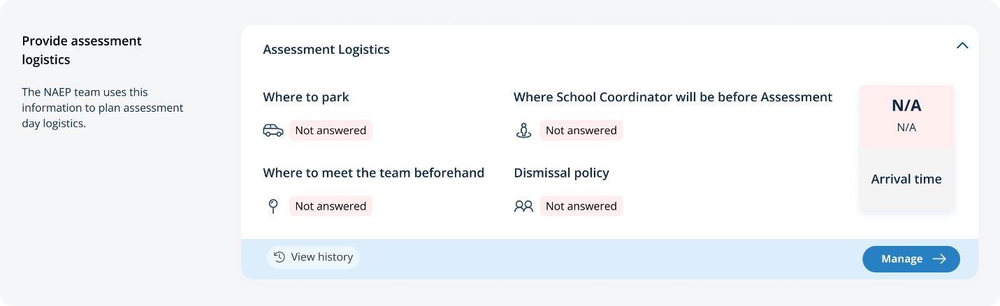 Provide assessment
logistics
The NAEP team uses this
information to plan assessment
day logistics.
Assessment Logistics
Where to park
Not answered
Where School Coordinator will be before Assessment
Not answered
Where to meet the team beforehand
Not answered
Dismissal policy
Not answered
N/A
N/A
Arrival time
View history
Manage